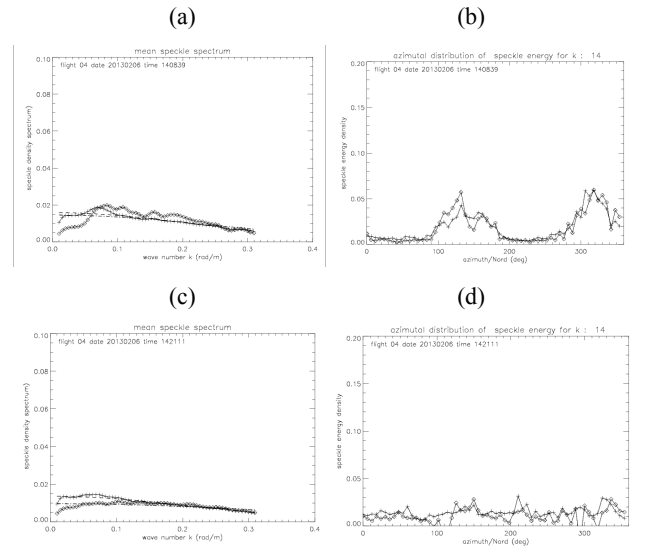 (a)
(b)
mean speckle spectrum
flight 04 date 20130206 time 140839
speckle density spectrum)
0.10
0.08
0.06
0.04
0.02
0.00
0.0 0.1 0.2 0.3 0.4
wave number k (rad/m)
azimutal distribution of speckle energy for k : 14
flight 04 date 20130206 time 140839
speckle energy density
0.20
0.15
0.10
0.05
0.00
0 100 200 300
azimuth/Nord (deg)
(c)
(d)
mean speckle spectrum
flight 04 date 20130206 time 142111
speckle density spectrum)
0.10
0.08
0.06
0.04
0.02
0.00
0.0 0.1 0.2 0.3 0.4
wave number k (rad/m)
azimutal distribution of speckle energy for k : 14
flight 04 date 20130206 time 142111
speckle energy density
0.20
0.15
0.10
0.05
0.00
0 100 200 300
azimuth/Nord (deg)